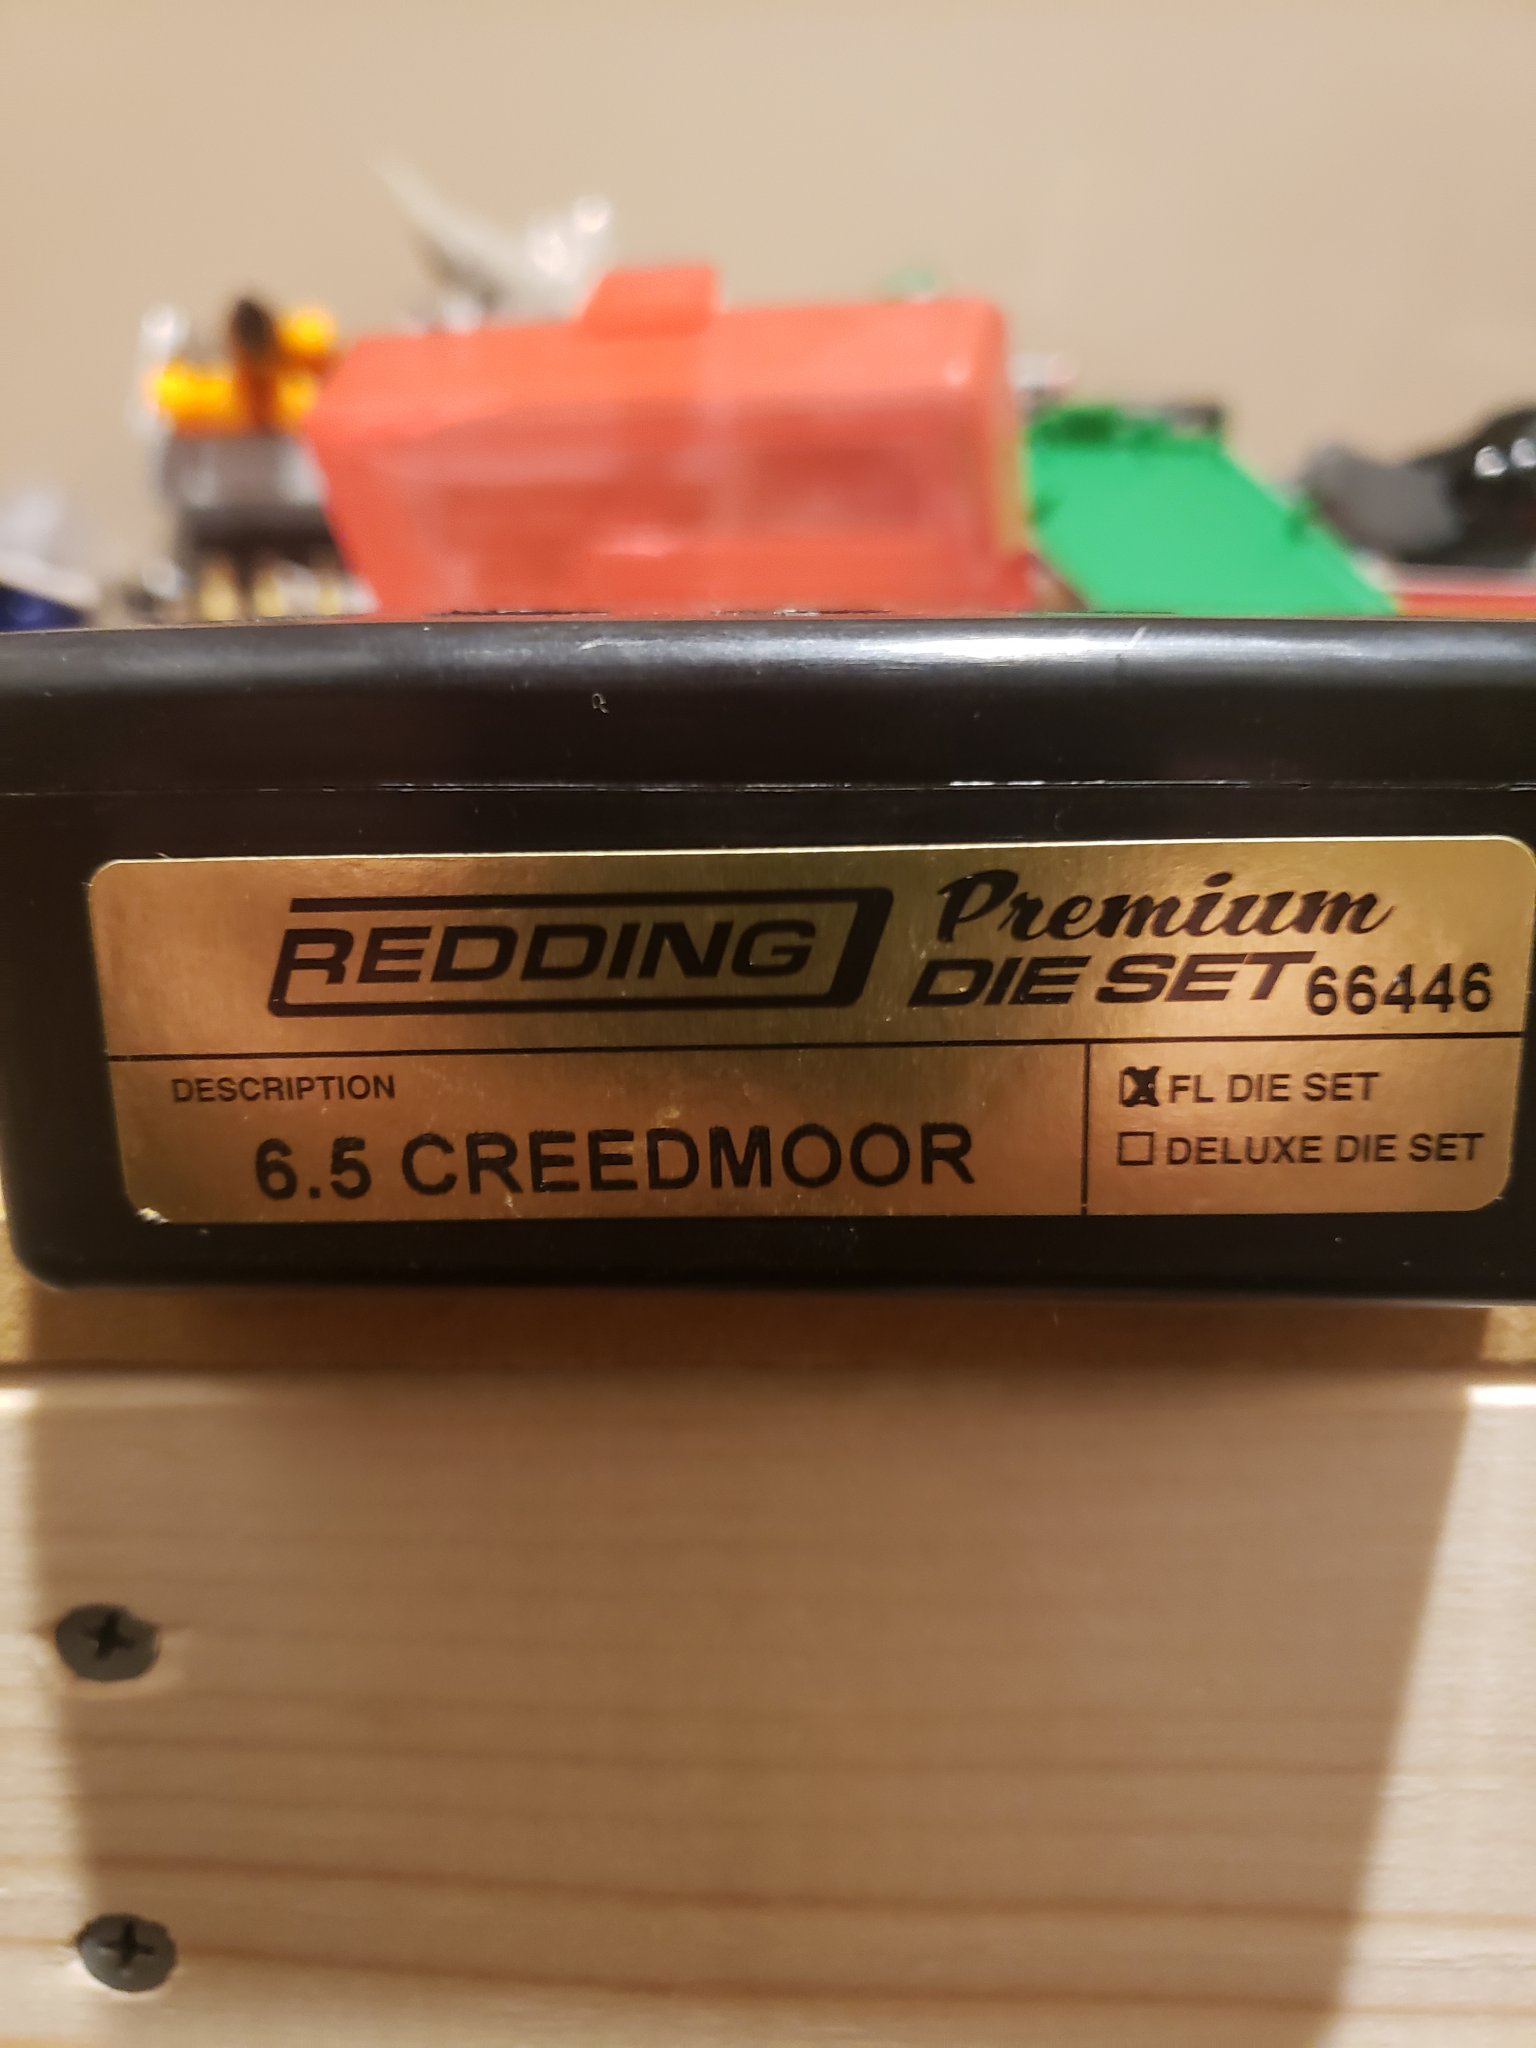 REDDING
Premium
DIE SET 66446
DESCRIPTION
6.5 CREEDMOOR
FL DIE SET
DELUXE DIE SET